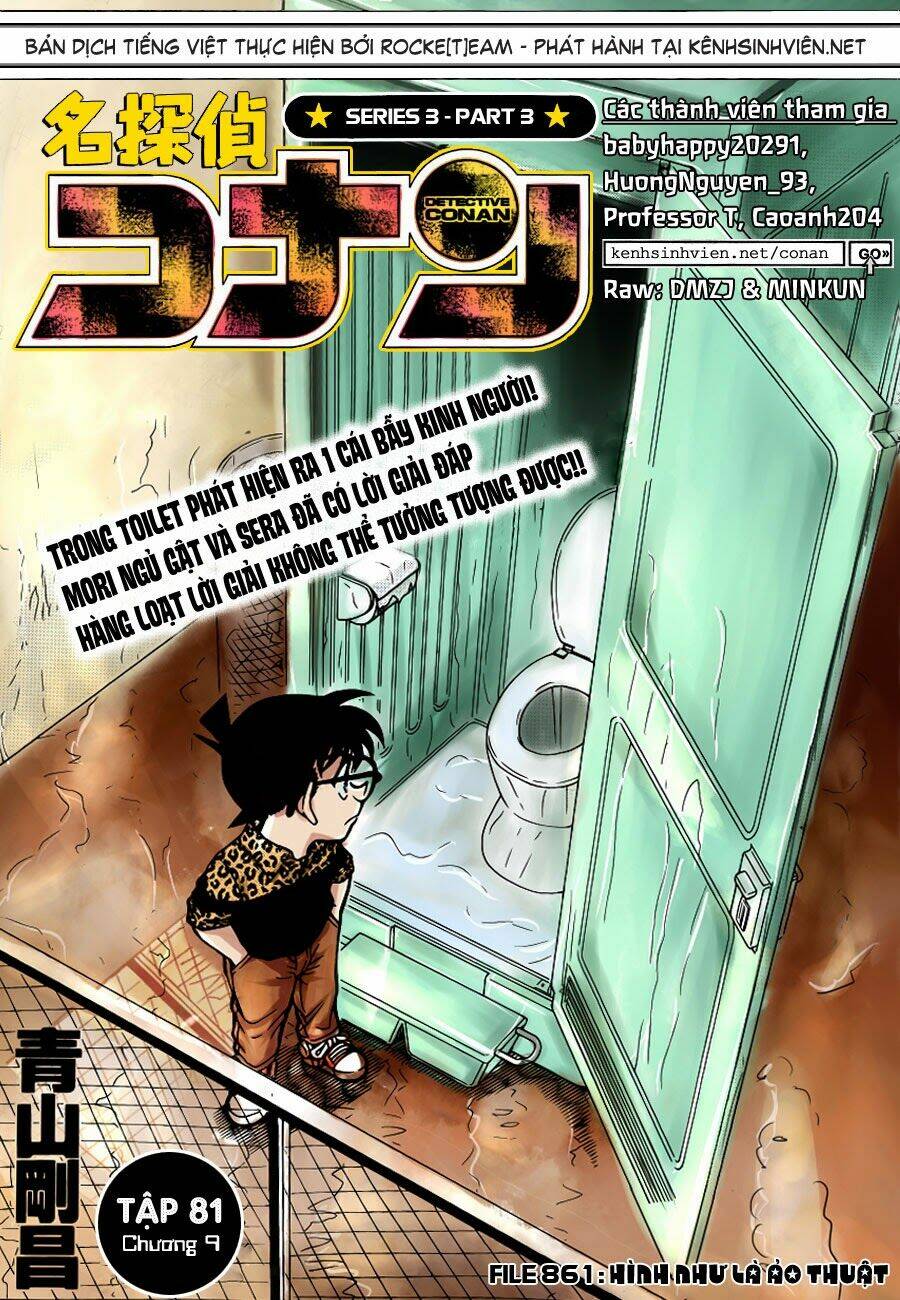 BẢN DỊCH TIẾNG VIỆT THỰC HIỆN BỞI ROCKE[T]EAM - PHÁT HÀNH TẠI KÊNHSINHVIÊN.NET
名探偵
コナン
DETECTIVE
CONAN
★ SERIES 3 - PART 3 ★
Các thành viên tham gia
babyhappy20291,
HuongNguyen_93,
Professor T, Caoanh204
kenhsinhvien.net/conan GO»
Raw: DMZJ & MINKUN
TRONG TOILET PHÁT HIỆN RA 1 CÁI BẪY KINH NGƯỜI!
MORI NGỦ GẬT VÀ SERA ĐÃ CÓ LỜI GIẢI ĐÁP
HÀNG LOẠT LỜI GIẢI KHÔNG THỂ TƯỞNG TƯỢNG ĐƯỢC!!
青山剛昌
TẬP 81
Chương 9
FILE 861 : HÌNH NHƯ LÀ ẢO THUẬT